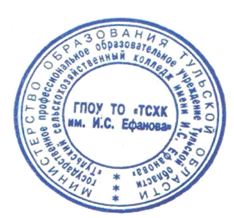 МИНИСТЕРСТВО ОБРАЗОВАНИЯ ТУЛЬСКОЙ ОБЛАСТИ
государственное профессиональное образовательное учреждение Тульской области
«Тульский сельскохозяйственный колледж имени И.С. Ефанова»
ГПОУ ТО «ТСХК
им. И.С. Ефанова»